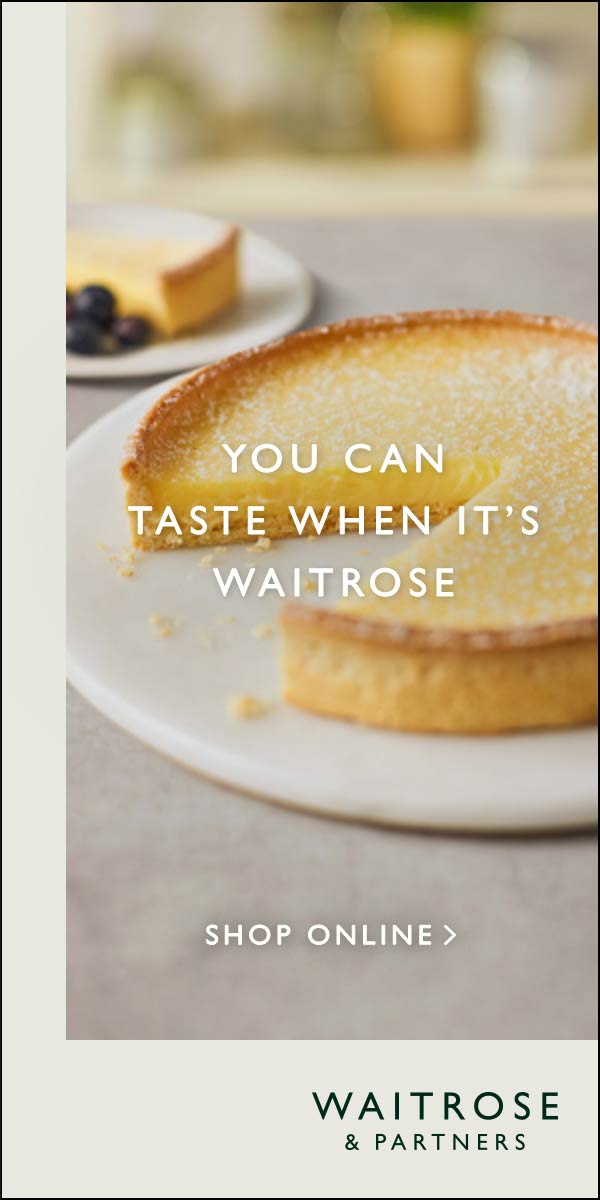 YOU CAN
TASTE WHEN IT’S
WAITROSE
SHOP ONLINE >
WAITROSE
& PARTNERS